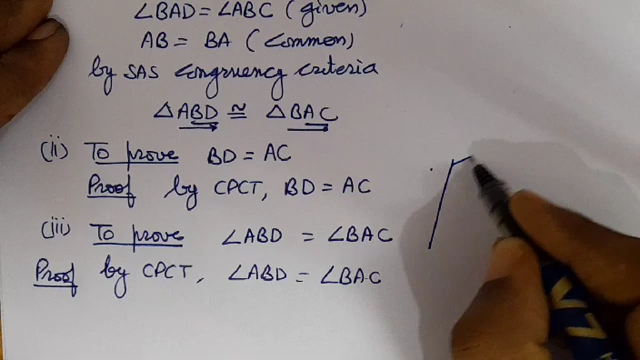 ∠BAD = ∠ABC (given)
AB = BA (common)
by SAS congruency criteria
△ABD ≅ △BAC
(ii) To prove BD = AC
Proof by CPCT, BD = AC
(iii) To prove ∠ABD = ∠BAC
Proof by CPCT, ∠ABD = ∠BAC